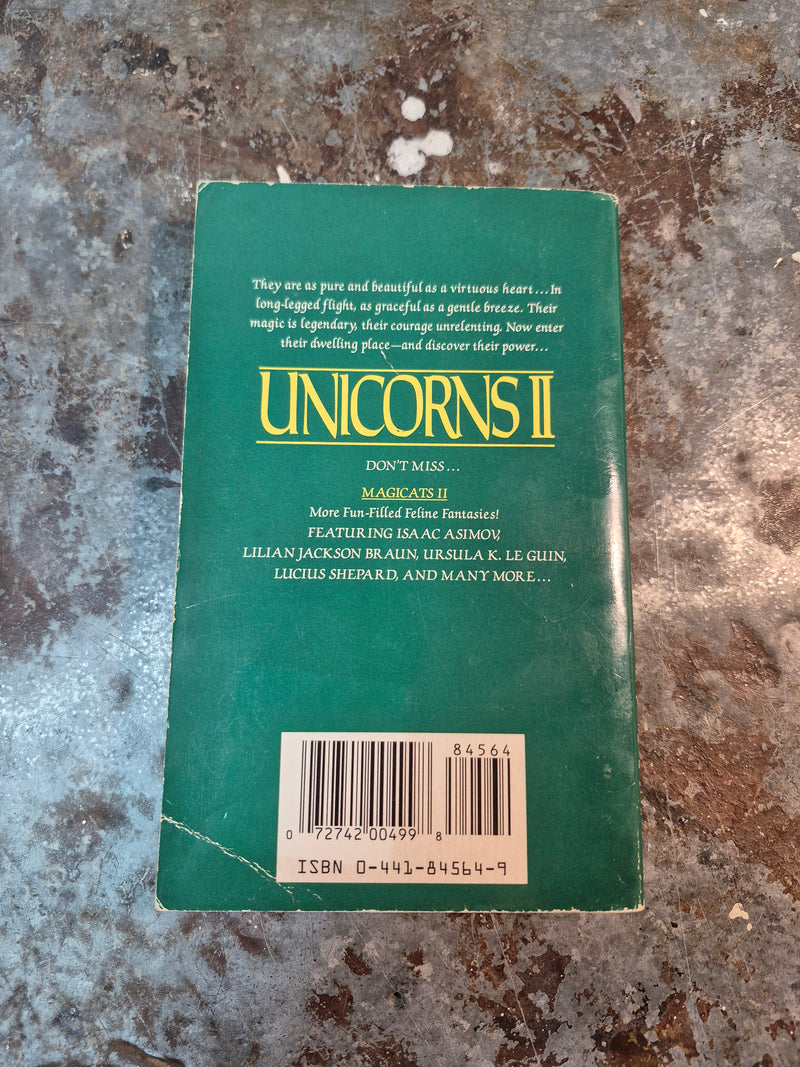 They are as pure and beautiful as a virtuous heart...In
long-legged flight, as graceful as a gentle breeze. Their
magic is legendary, their courage unrelenting. Now enter
their dwelling place—and discover their power...
UNICORNS II
DON'T MISS...
MAGICATS II
More Fun-Filled Feline Fantasies!
FEATURING ISAAC ASIMOV,
LILIAN JACKSON BRAUN, URSULA K. LE GUIN,
LUCIUS SHEPARD, AND MANY MORE...
84564
0 72742 00499 8
ISBN 0-441-84564-9